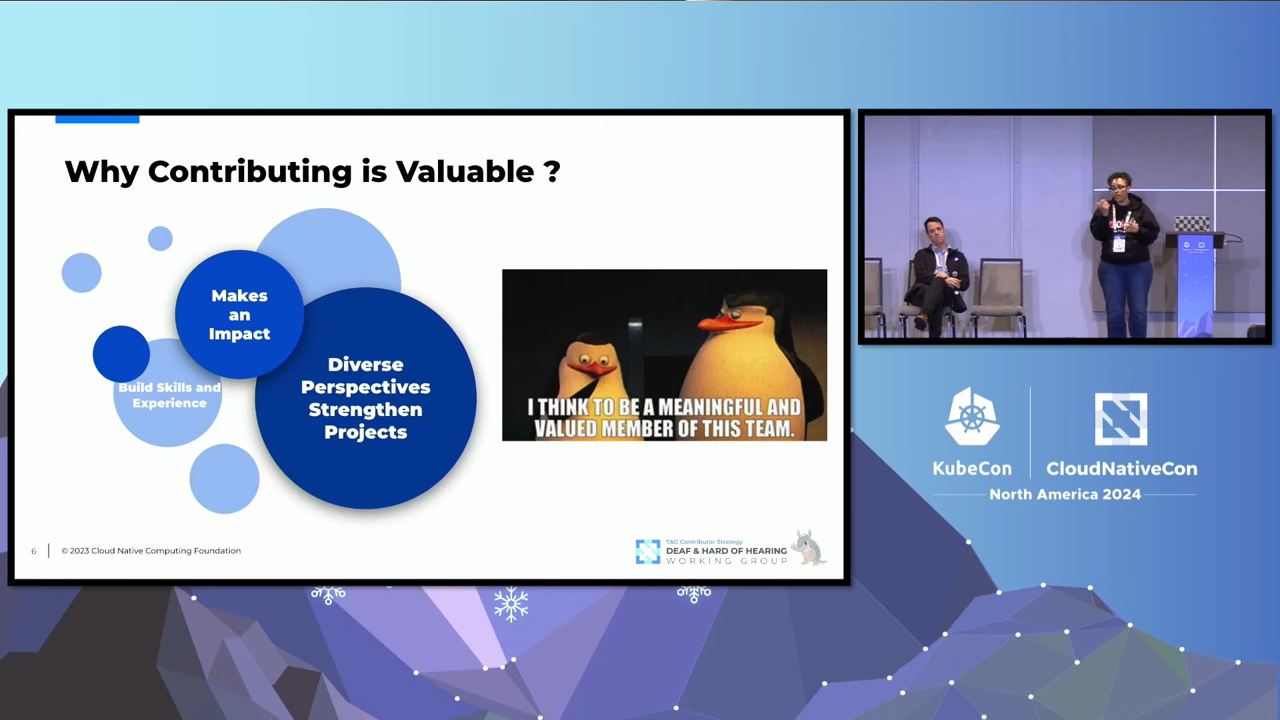 Why Contributing is Valuable ?
Makes
an
Impact
Build Skills and
Experience
Diverse
Perspectives
Strengthen
Projects
I THINK TO BE A MEANINGFUL AND
VALUED MEMBER OF THIS TEAM.
6
© 2023 Cloud Native Computing Foundation
TAG Contributor Strategy
DEAF & HARD OF HEARING
WORKING GROUP
KubeCon
CloudNativeCon
North America 2024